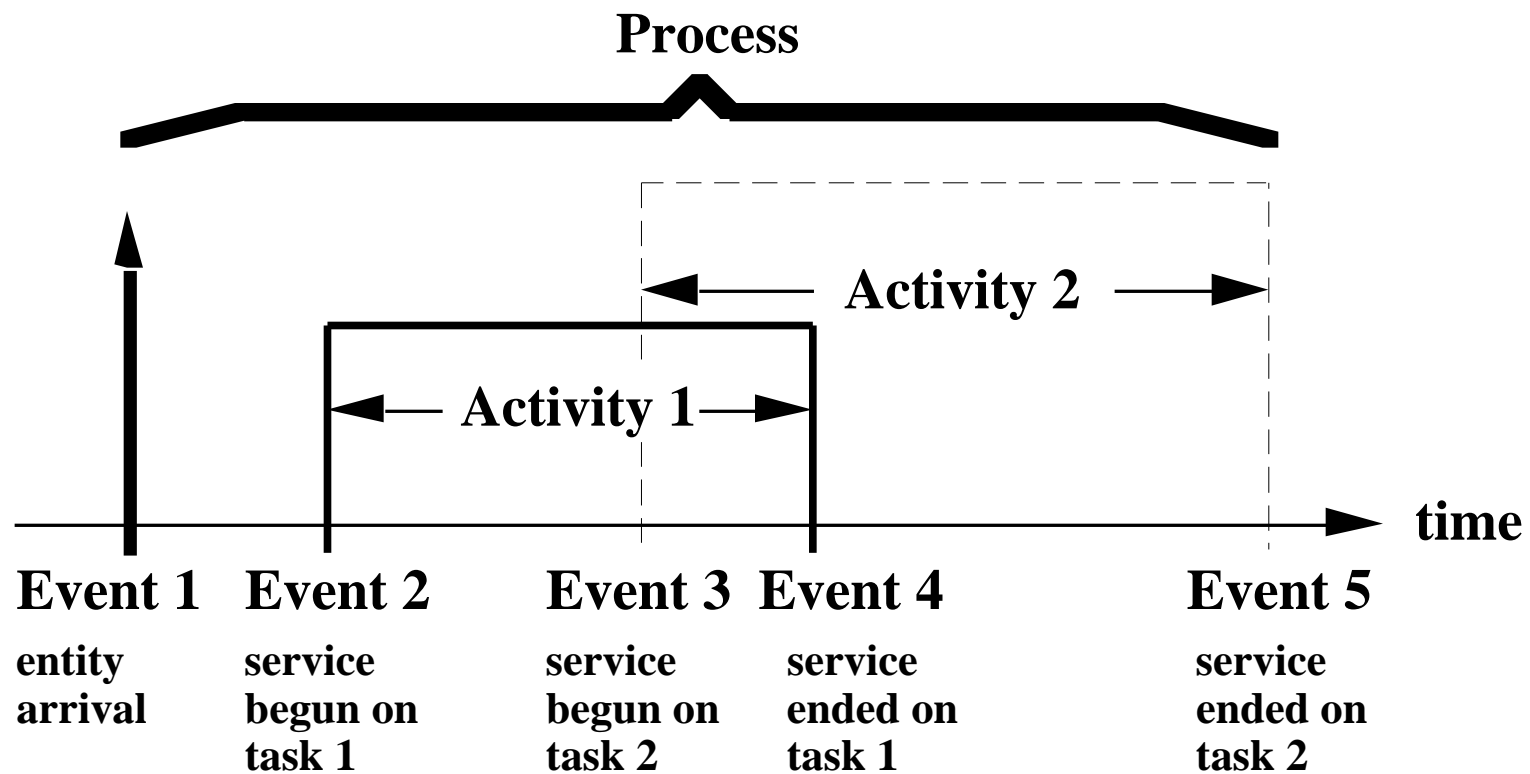 Process
Activity 2
Activity 1
time
Event 1
entity
arrival
Event 2
service
begun on
task 1
Event 3
service
begun on
task 2
Event 4
service
ended on
task 1
Event 5
service
ended on
task 2